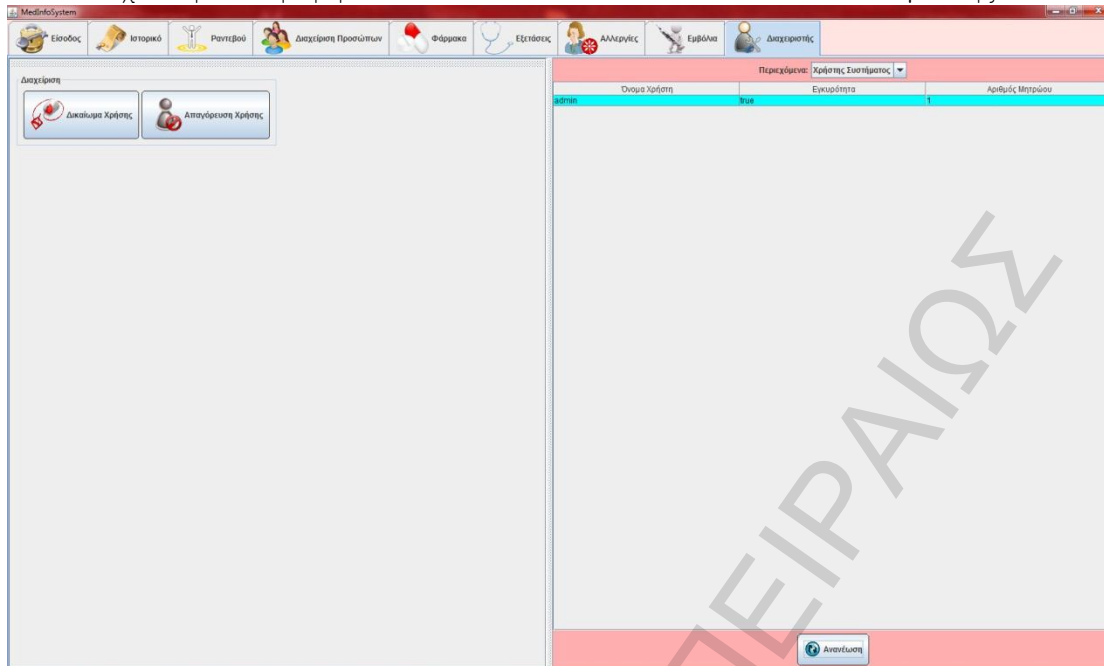 MedInfoSystem
Είσοδος Ιστορικό Ραντεβού Διαχείριση Προσώπων Φάρμακα Εξετάσεις Αλλεργίες Εμβόλια Διαχειριστής
Διαχείριση
Δικαίωμα Χρήσης Απαγόρευση Χρήσης
Περιεχόμενα: Χρήστης Συστήματος
Όνομα Χρήστη Εγκυρότητα Αριθμός Μητρώου
admin true 1
Ανανέωση
ΠΕΙΡΑΙΩΣ